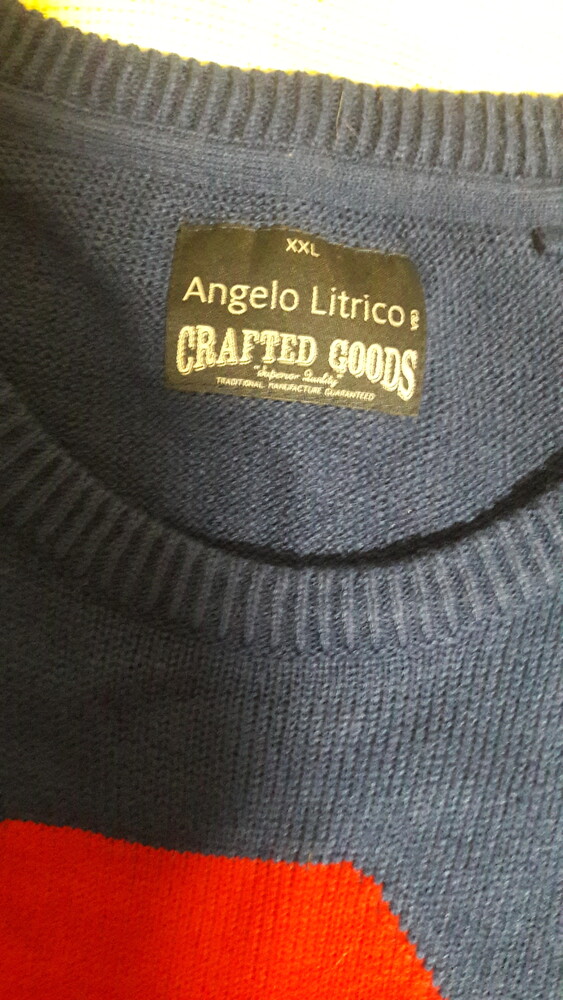 XXL
Angelo Litrico
CRAFTED GOODS
"Superior Quality"
TRADITIONAL MANUFACTURE GUARANTEED